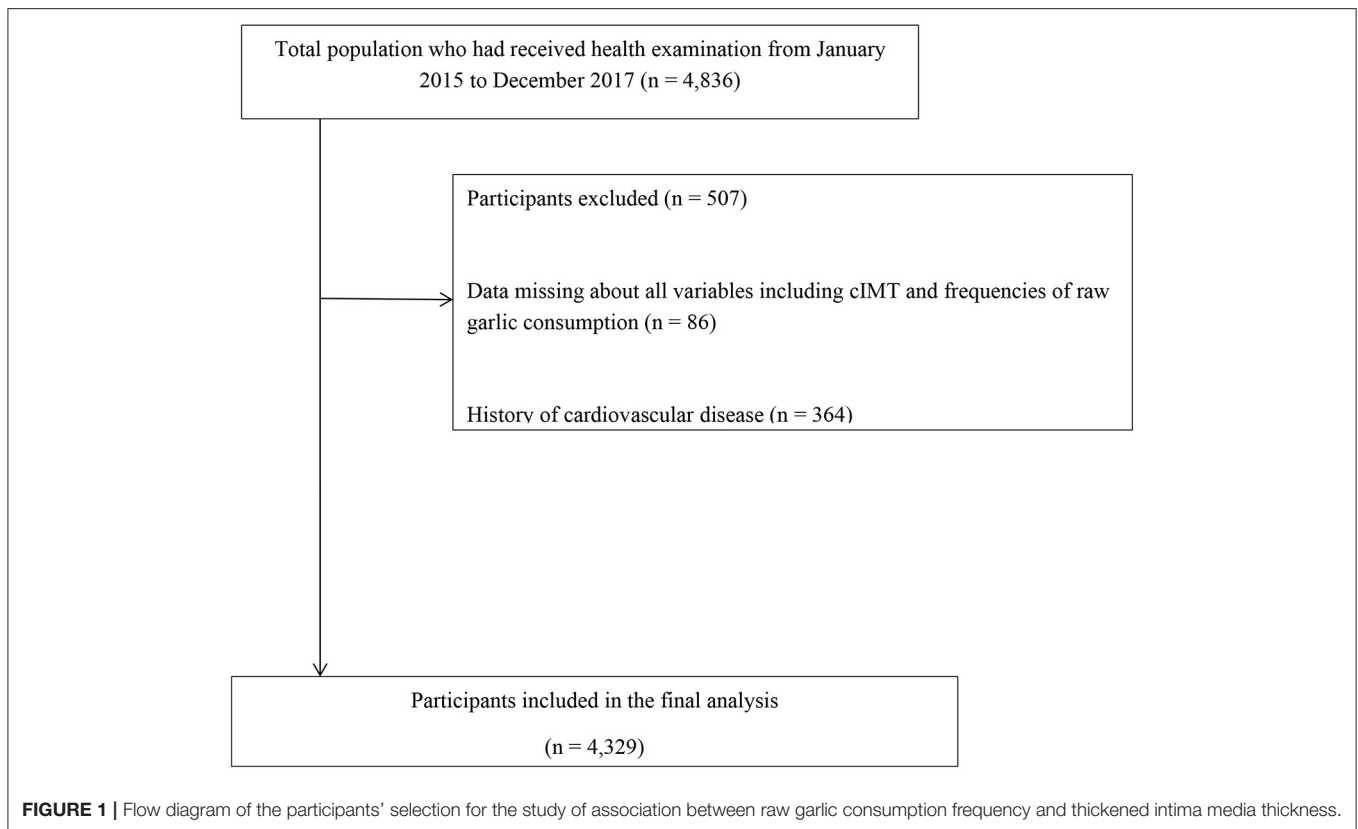 Total population who had received health examination from January
2015 to December 2017 (n = 4,836)
Participants excluded (n = 507)
Data missing about all variables including cIMT and frequencies of raw
garlic consumption (n = 86)
History of cardiovascular disease (n = 364)
Participants included in the final analysis
(n = 4,329)
FIGURE 1 | Flow diagram of the participants’ selection for the study of association between raw garlic consumption frequency and thickened intima media thickness.